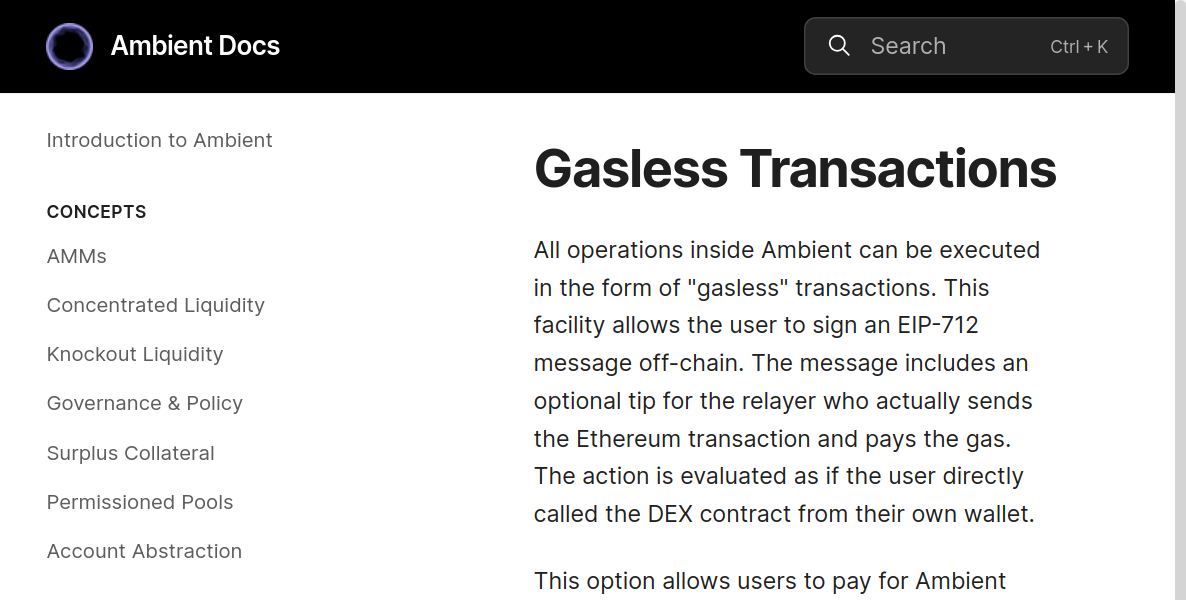 Ambient Docs
Search
Ctrl + K
Introduction to Ambient
CONCEPTS
AMMs
Concentrated Liquidity
Knockout Liquidity
Governance & Policy
Surplus Collateral
Permissioned Pools
Account Abstraction
Gasless Transactions
All operations inside Ambient can be executed
in the form of "gasless" transactions. This
facility allows the user to sign an EIP-712
message off-chain. The message includes an
optional tip for the relayer who actually sends
the Ethereum transaction and pays the gas.
The action is evaluated as if the user directly
called the DEX contract from their own wallet.
This option allows users to pay for Ambient